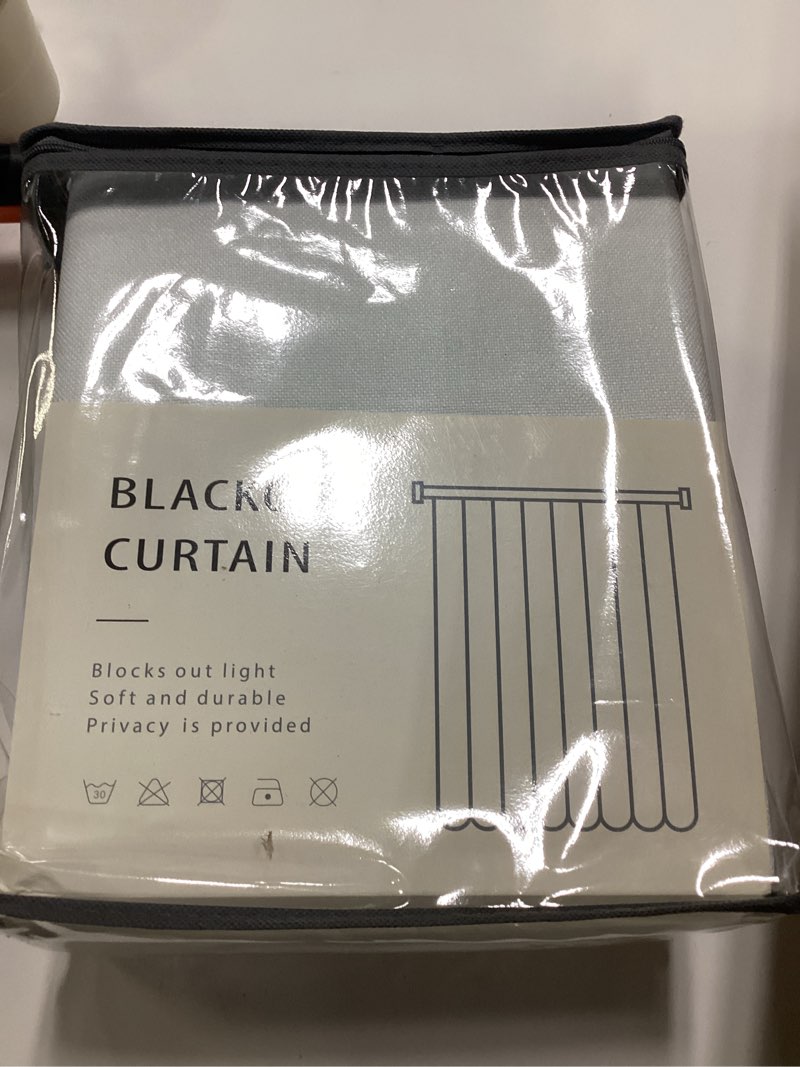 BLACK
CURTAIN
Blocks out light
Soft and durable
Privacy is provided
30